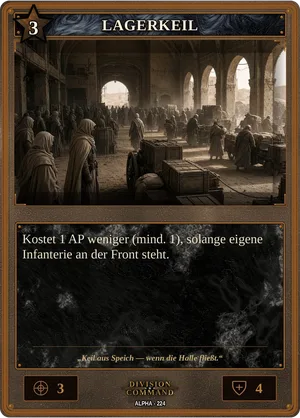 3
LAGERKEIL
Kostet 1 AP weniger (mind. 1), solange eigene
Infanterie an der Front steht.
„Keil aus Speich — wenn die Halle fließt.“
3
DIVISION
COMMAND
ALPHA · 224
4